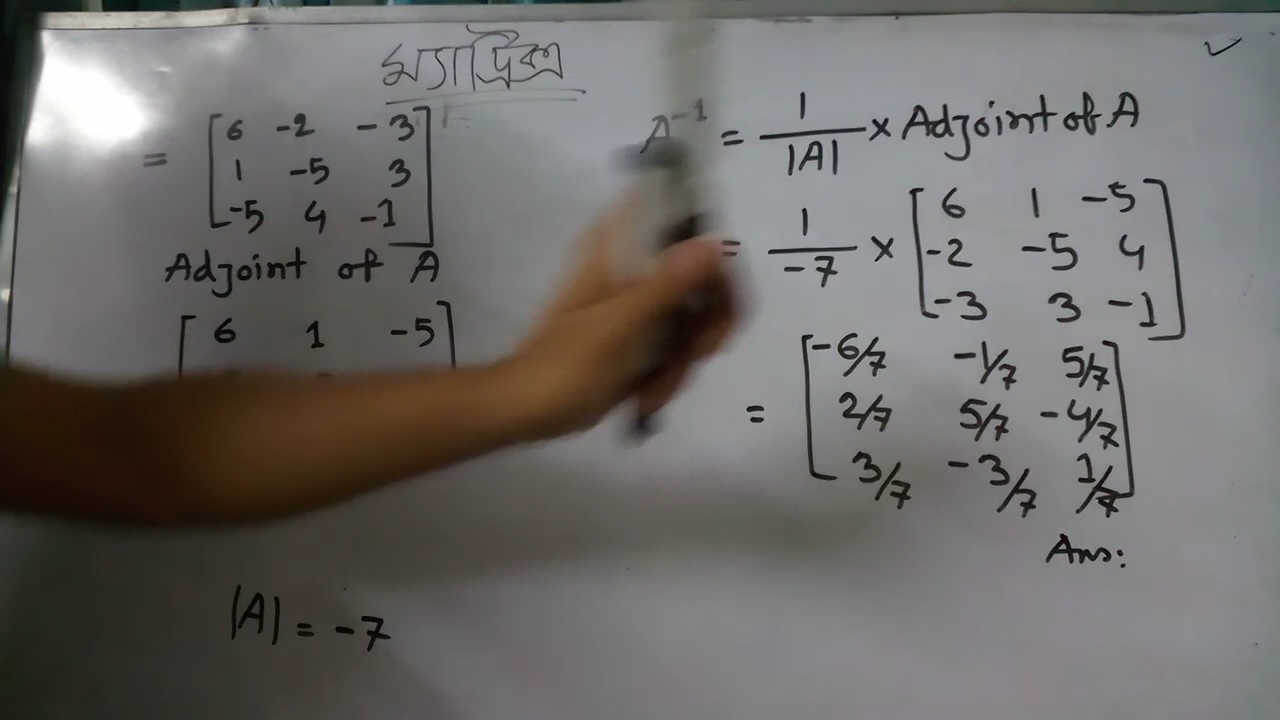 ম্যাট্রিক্স
= [6 -2 -3
1 -5 3
-5 4 -1]
Adjoint of A
[6 1 -5]
|A| = -7
A⁻¹ = 1/|A| × Adjoint of A
= 1/-7 × [6 1 -5
-2 -5 4
-3 3 -1]
= [-6/7 -1/7 5/7
2/7 5/7 -4/7
3/7 -3/7 1/7]
Ans: